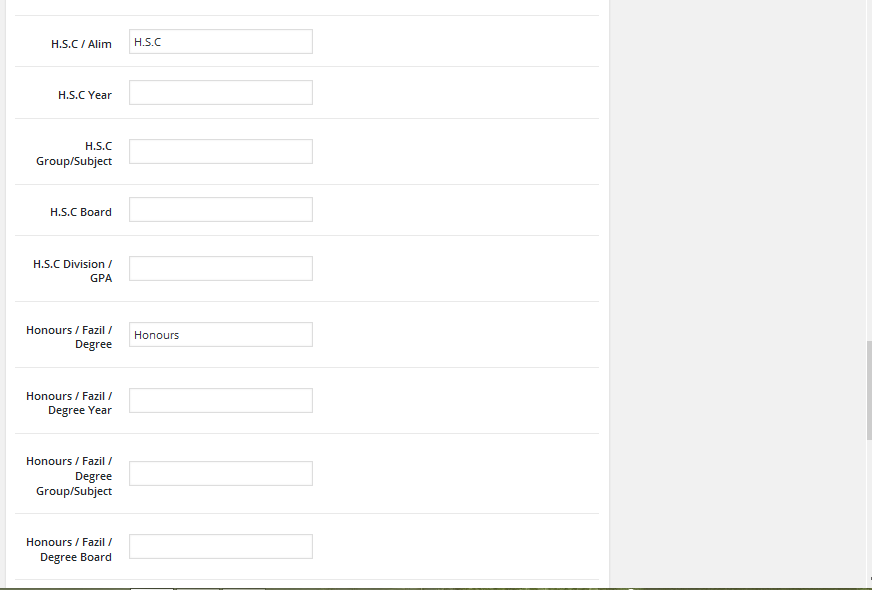 H.S.C / Alim
H.S.C
H.S.C Year
H.S.C
Group/Subject
H.S.C Board
H.S.C Division /
GPA
Honours / Fazil /
Degree
Honours
Honours / Fazil /
Degree Year
Honours / Fazil /
Degree
Group/Subject
Honours / Fazil /
Degree Board